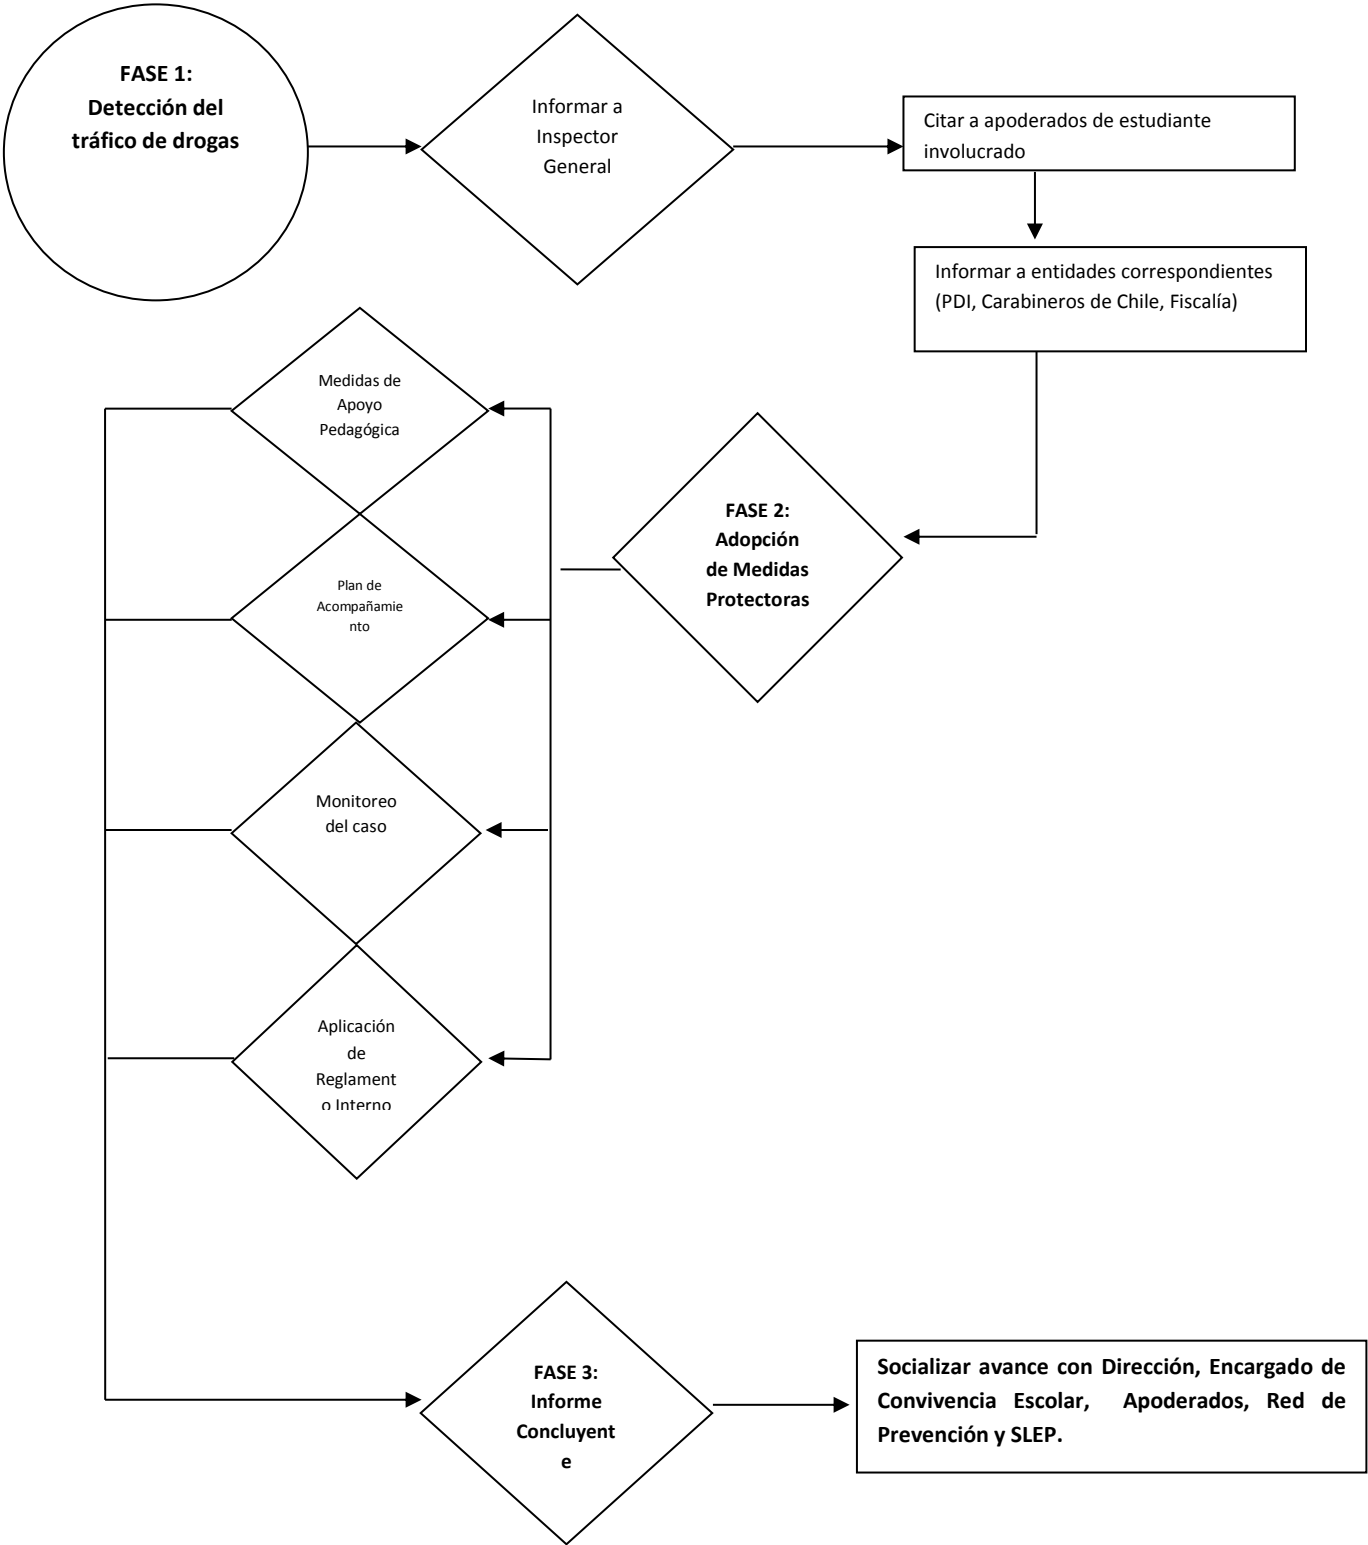 FASE 1:
Detección del
tráfico de drogas
Informar a
Inspector
General
Citar a apoderados de estudiante
involucrado
Informar a entidades correspondientes
(PDI, Carabineros de Chile, Fiscalía)
FASE 2:
Adopción
de Medidas
Protectoras
Medidas de
Apoyo
Pedagógica
Plan de
Acompañamie
nto
Monitoreo
del caso
Aplicación
de
Reglament
o Interno
FASE 3:
Informe
Concluyent
e
Socializar avance con Dirección, Encargado de
Convivencia Escolar, Apoderados, Red de
Prevención y SLEP.